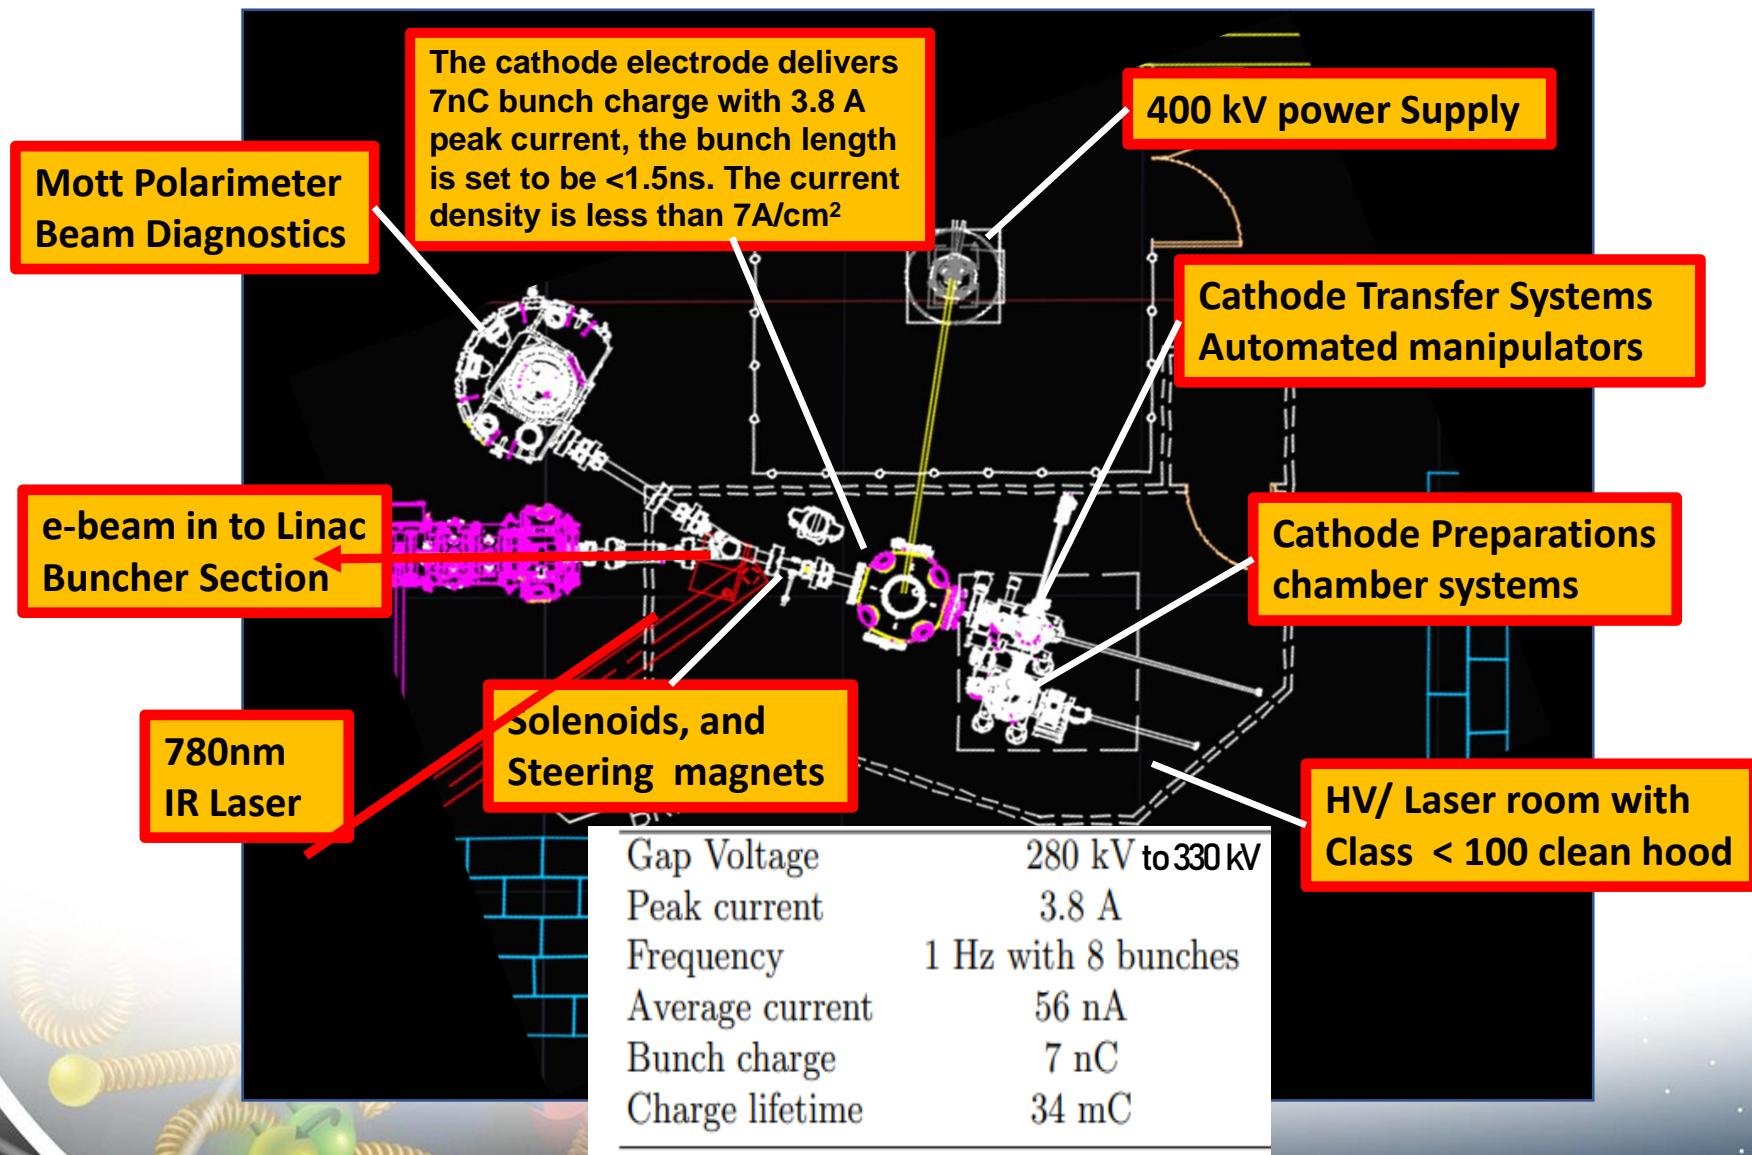 The cathode electrode delivers
7nC bunch charge with 3.8 A
peak current, the bunch length
is set to be <1.5ns. The current
density is less than 7A/cm²
400 kV power Supply
Mott Polarimeter
Beam Diagnostics
Cathode Transfer Systems
Automated manipulators
e-beam in to Linac
Buncher Section
Cathode Preparations
chamber systems
Solenoids, and
Steering magnets
780nm
IR Laser
HV/ Laser room with
Class < 100 clean hood
Gap Voltage 280 kV to 330 kV
Peak current 3.8 A
Frequency 1 Hz with 8 bunches
Average current 56 nA
Bunch charge 7 nC
Charge lifetime 34 mC